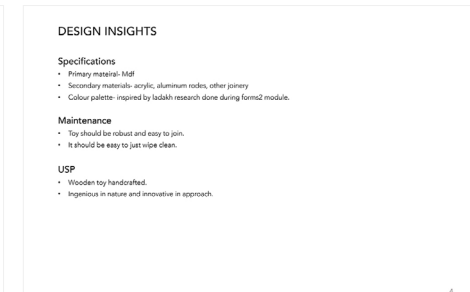 DESIGN INSIGHTS
Specifications
• Primary mateiral- Mdf
• Secondary materials- acrylic, aluminum rodes, other joinery
• Colour palette- inspired by ladakh research done during forms2 module.
Maintenance
• Toy should be robust and easy to join.
• It should be easy to just wipe clean.
USP
• Wooden toy handcrafted.
• Ingenious in nature and innovative in approach.